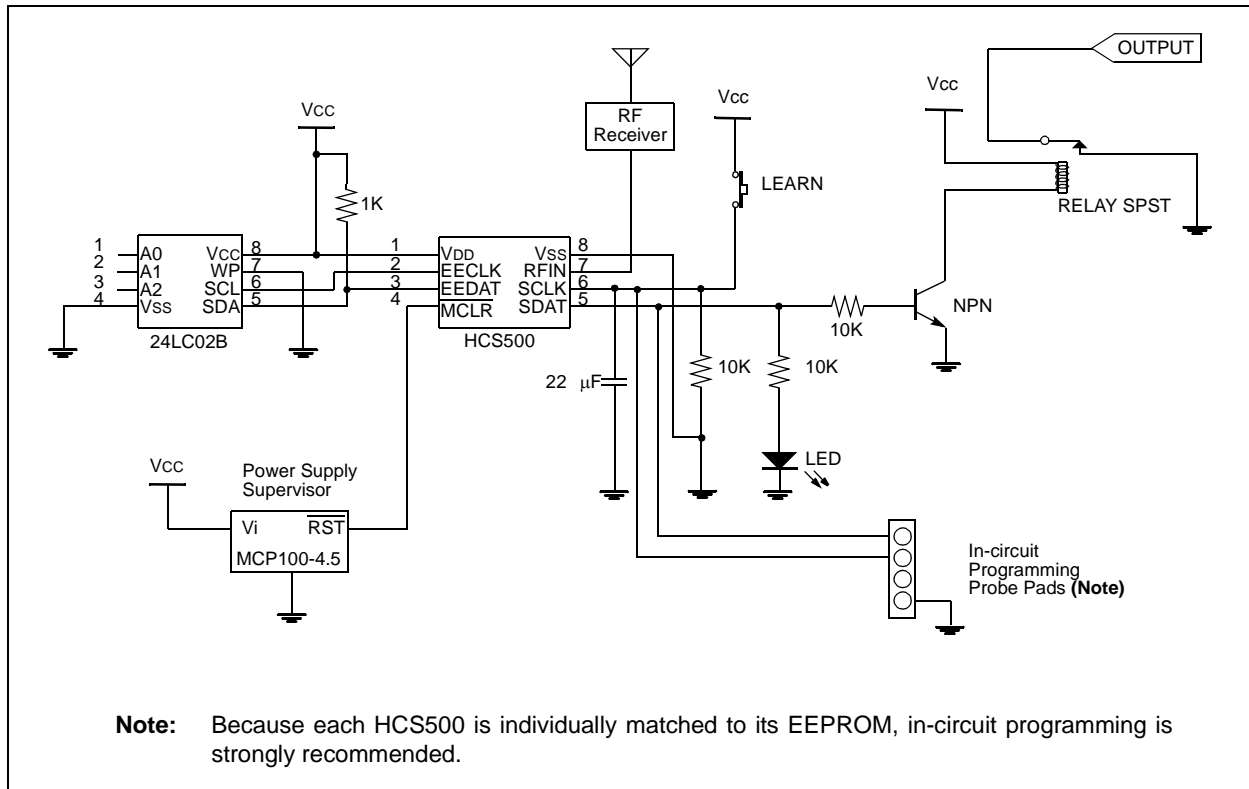 OUTPUT
VCC
RF
Receiver
VCC
VCC
LEARN
RELAY SPST
1K
1 A0 VCC 8
2 A1 WP 7
3 A2 SCL 6
4 VSS SDA 5
24LC02B
1 VDD VSS 8
2 EECLK RFIN 7
3 EEDAT SCLK 6
4 MCLR SDAT 5
HCS500
10K
NPN
22 μF
10K
10K
LED
VCC
Power Supply
Supervisor
Vi RST
MCP100-4.5
In-circuit
Programming
Probe Pads (Note)
Note: Because each HCS500 is individually matched to its EEPROM, in-circuit programming is
strongly recommended.